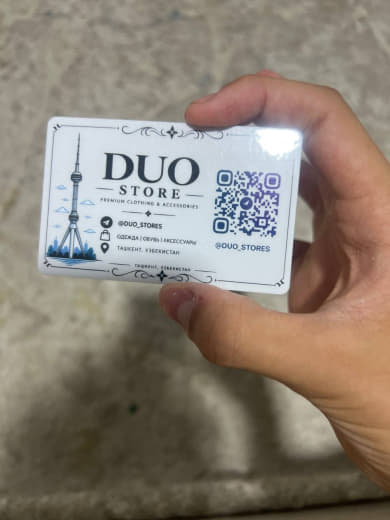 DUO
STORE
PREMIUM CLOTHING & ACCESSORIES
@DUO_STORES
ОДЕЖДА | ОБУВЬ | АКСЕССУАРЫ
ТАШКЕНТ, УЗБЕКИСТАН
@DUO_STORES
ТАШКЕНТ, УЗБЕКИСТАН